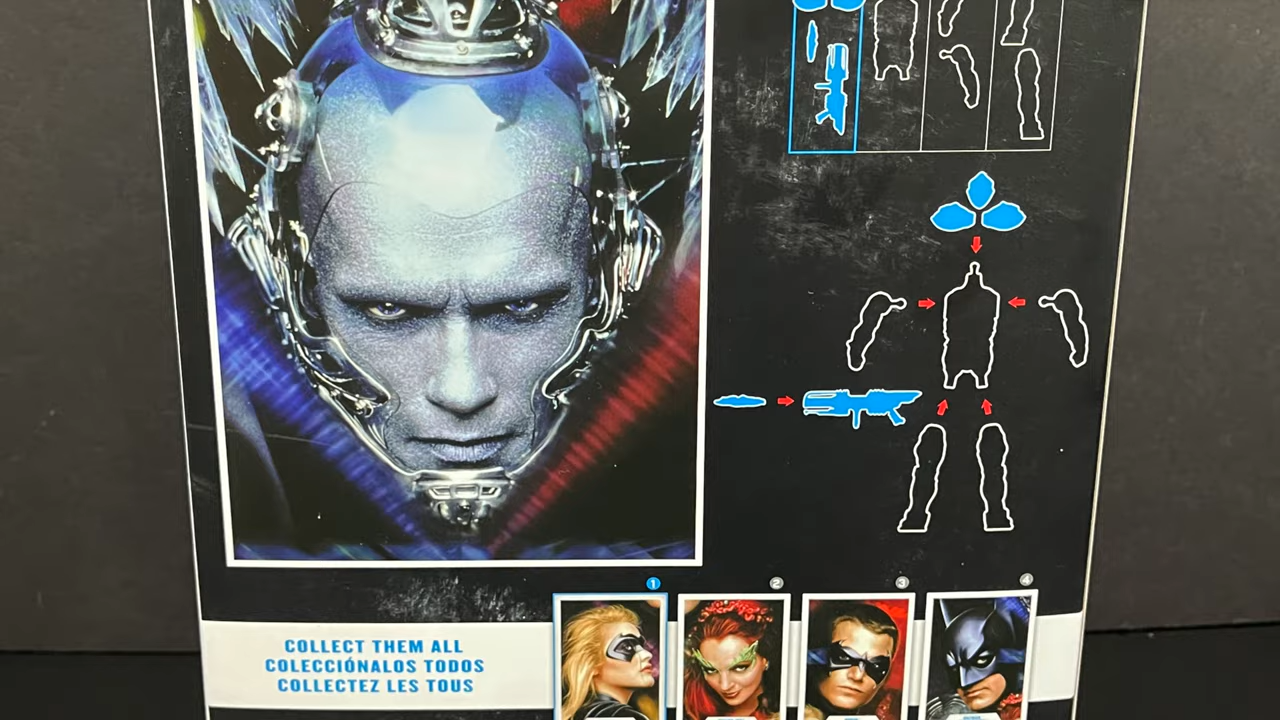 1 2 3 4
COLLECT THEM ALL
COLECCIÓNALOS TODOS
COLLECTEZ LES TOUS